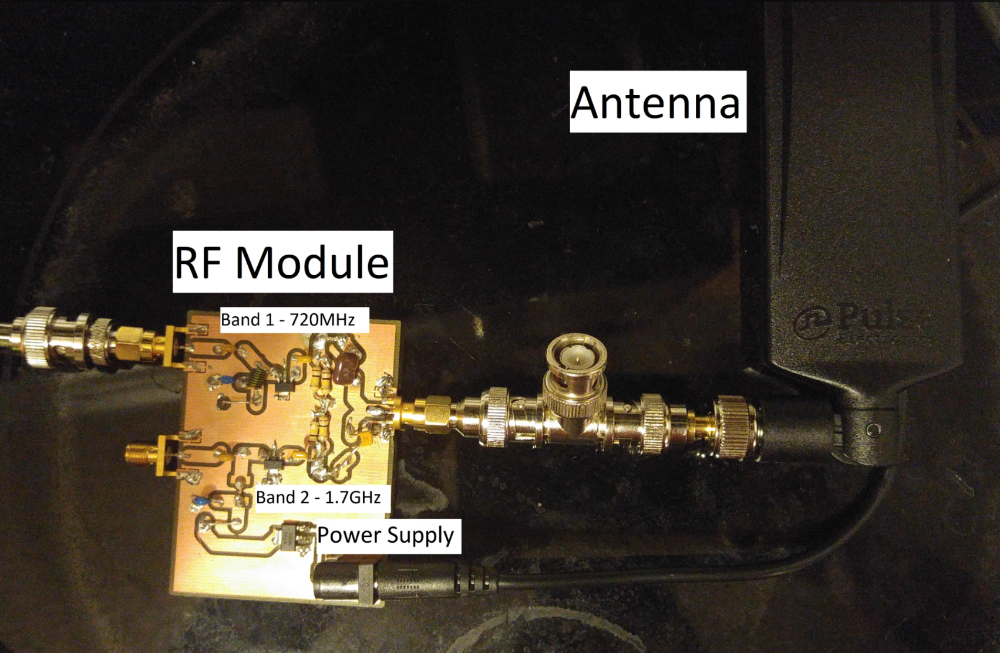 Antenna
RF Module
Band 1 - 720MHz
Pulse
Band 2 - 1.7GHz
Power Supply